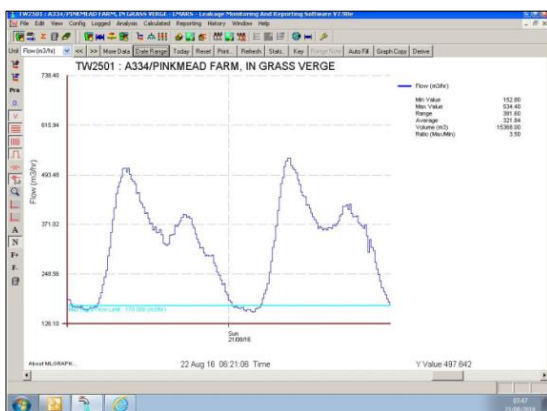 TW2501 : A334/PINKMEAD FARM, IN GRASS VERGE - LMARS - Leakage Monitoring And Reporting Software
File Edit View Config Logged Analysis Calculated Reporting History Window Help
Unit Flow (m3/hr) << >> More Data Date Range Today Reset Print.. Refresh Stats. Key Range Auto Fill Graph Copy Derive
TW2501 : A334/PINKMEAD FARM, IN GRASS VERGE
738.40
615.94
493.48
371.02
248.56
126.10
Flow (m3/hr)
Flow (m3/hr)
Min Value 152.80
Max Value 534.40
Range 381.60
Average 321.84
Volume (m3) 15368.00
Ratio (Max/Min) 3.50
Pro
A
N
F+
F-
Sun
21/08/16
About MLGRAPH...
22 Aug 16 06:21:06 Time
Y Value 497.642
07:47